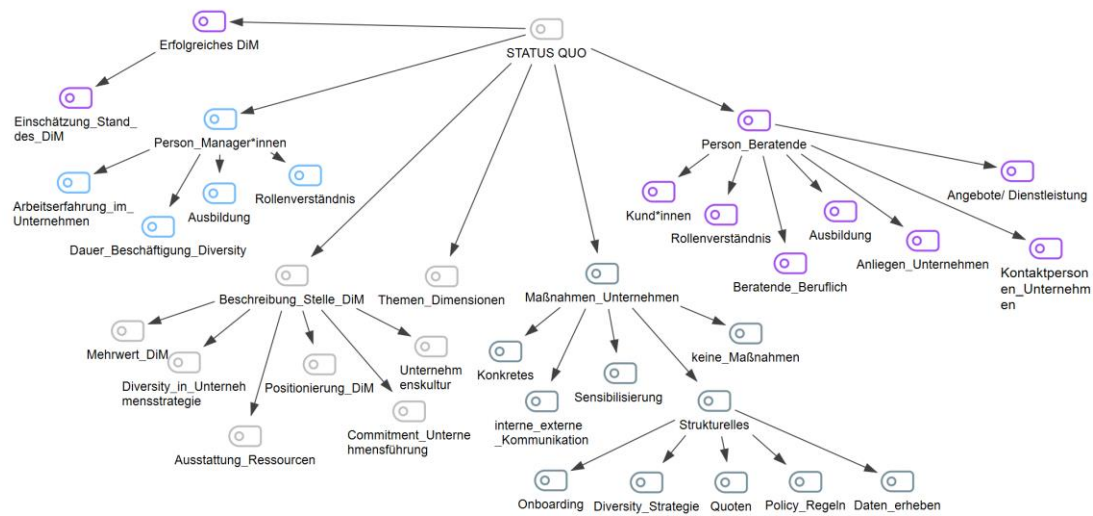 Erfolgreiches DiM
STATUS QUO
Einschätzung_Stand_
des_DiM
Person_Manager*innen
Person_Beratende
Arbeitserfahrung_im_
Unternehmen
Ausbildung
Rollenverständnis
Dauer_Beschäftigung_Diversity
Kund*innen
Rollenverständnis
Beratende_Beruflich
Ausbildung
Anliegen_Unternehmen
Angebote/ Dienstleistung
Kontaktperson
en_Unternehm
en
Beschreibung_Stelle_DiM
Themen_Dimensionen
Maßnahmen_Unternehmen
Mehrwert_DiM
Diversity_in_Unterneh
mensstrategie
Ausstattung_Ressourcen
Positionierung_DiM
Commitment_Unterne
hmensführung
Unternehm
enskultur
Konkretes
interne_externe
_Kommunikation
Sensibilisierung
Strukturelles
keine_Maßnahmen
Onboarding
Diversity_Strategie
Quoten
Policy_Regeln
Daten_erheben